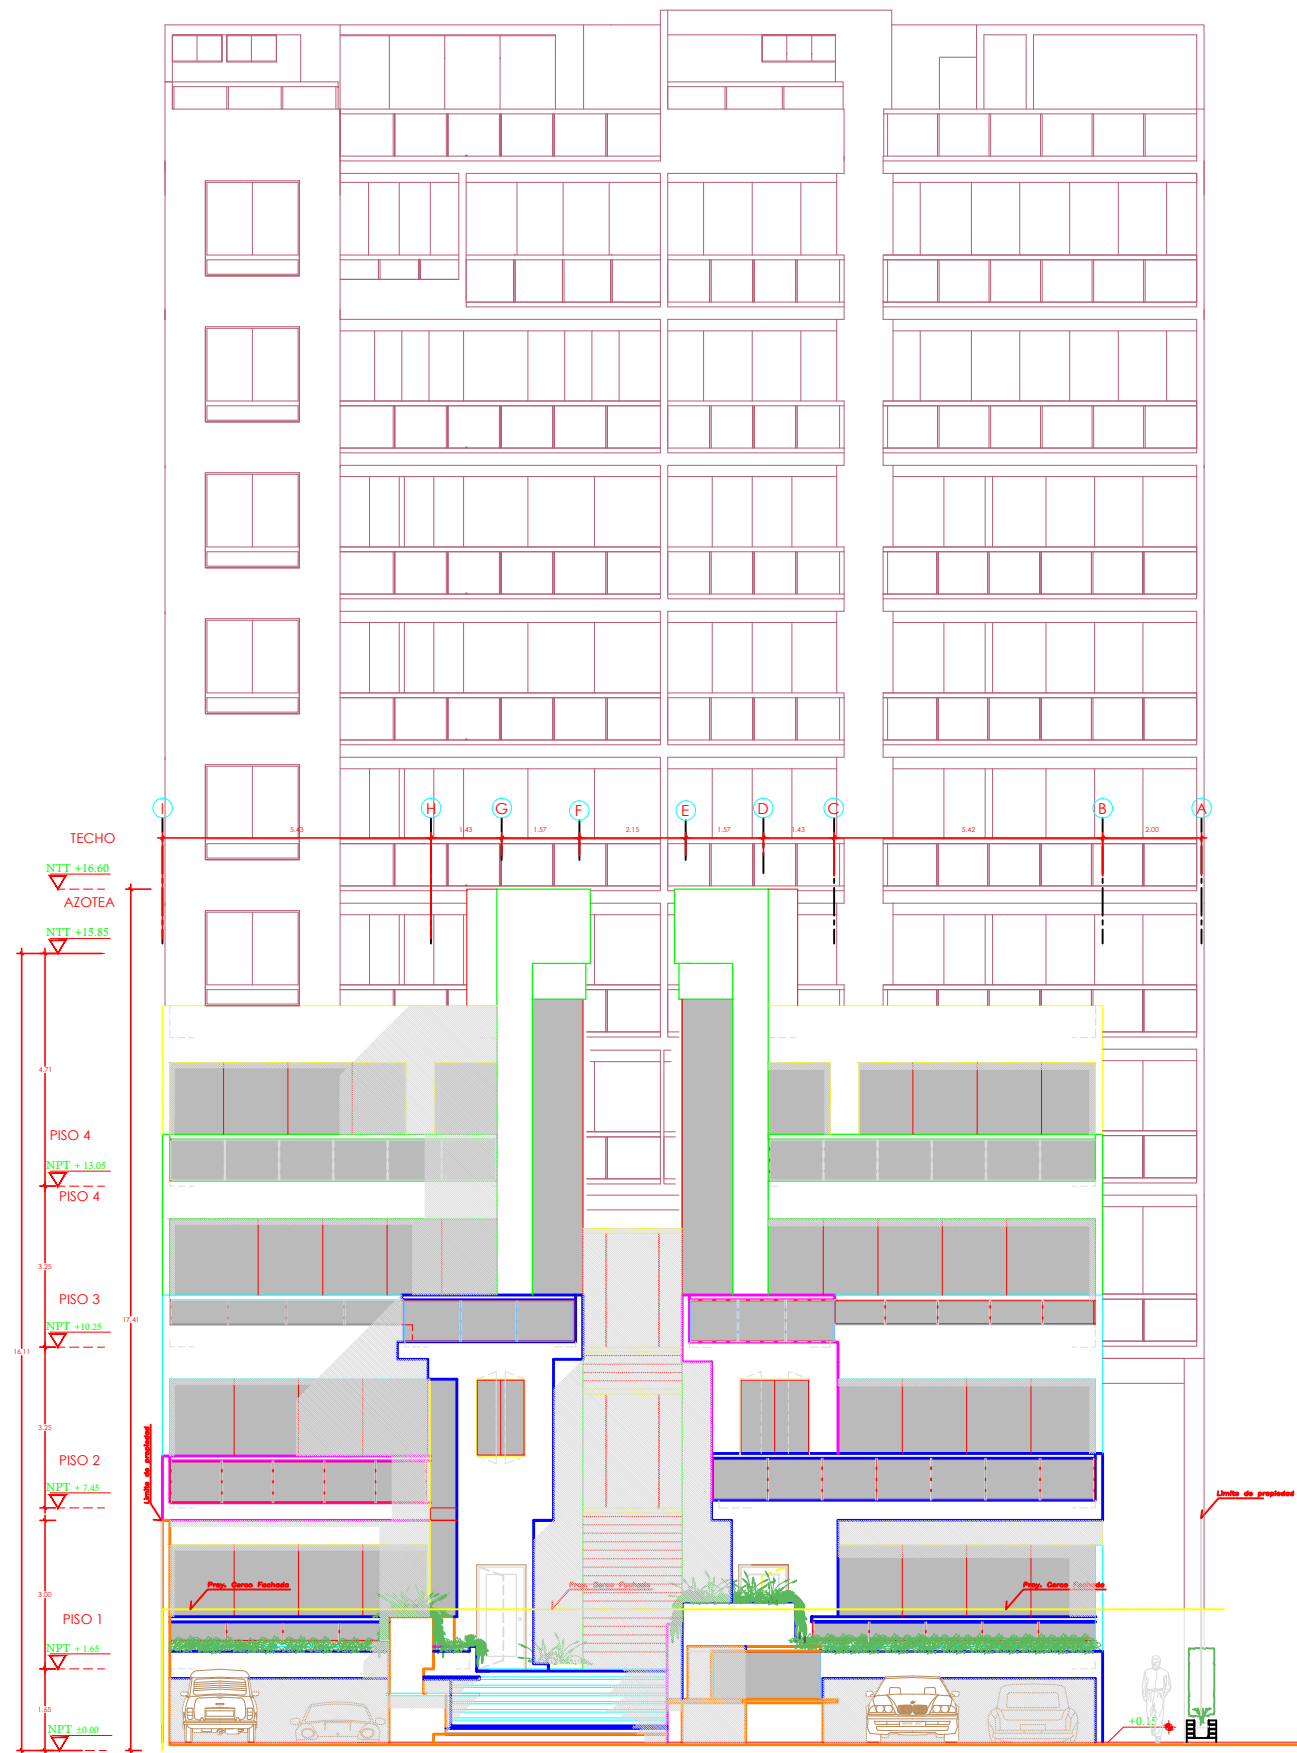 I H G F E D C B A
5.43 1.43 1.57 2.15 1.57 1.43 5.42 2.00
TECHO
NTT +16.60
AZOTEA
NTT +15.85
4.71
PISO 4
NPT + 13.05
PISO 4
3.25
PISO 3
NPT +10.25
17.41
16.11
3.25
Limite de propiedad
PISO 2
NPT + 7.45
Limite de propiedad
Proy. Cerco Fachada
Proy. Cerco Fachada
Proy. Cerco Fachada
3.00
PISO 1
NPT + 1.65
1.65
NPT ±0.00
+0.15